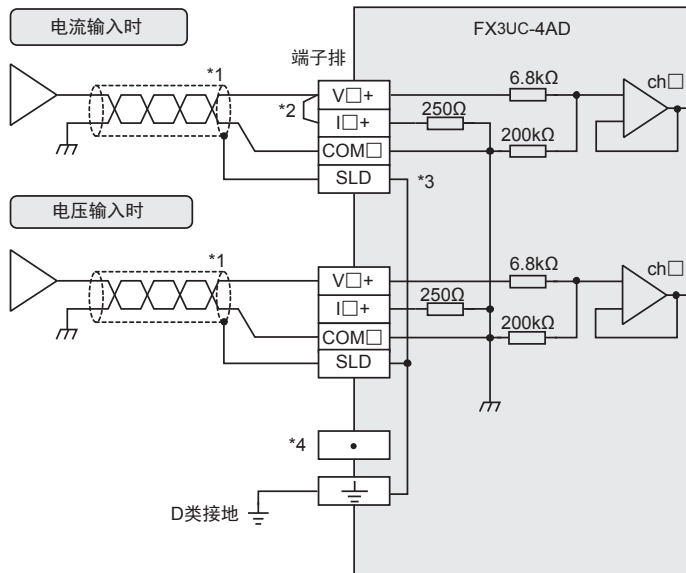 电流输入时
FX3UC-4AD
端子排
*1
6.8kΩ
ch□
V□+
*2
250Ω
I□+
200kΩ
COM□
SLD
*3
电压输入时
*1
6.8kΩ
ch□
V□+
250Ω
I□+
200kΩ
COM□
SLD
*4
D类接地